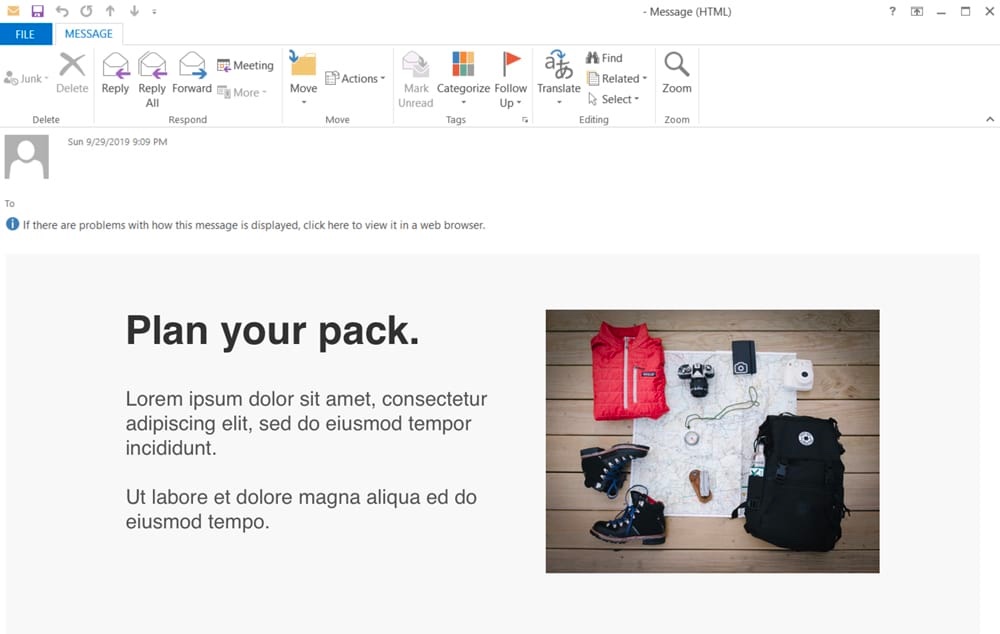 - Message (HTML)
?
FILE
MESSAGE
Junk
Delete
Reply
Reply
All
Forward
Meeting
More
Move
Actions
Mark
Unread
Categorize
Follow
Up
Translate
Find
Related
Select
Zoom
Delete
Respond
Move
Tags
Editing
Zoom
Sun 9/29/2019 9:09 PM
To
If there are problems with how this message is displayed, click here to view it in a web browser.
Plan your pack.
Lorem ipsum dolor sit amet, consectetur
adipiscing elit, sed do eiusmod tempor
incididunt.
Ut labore et dolore magna aliqua ed do
eiusmod tempo.